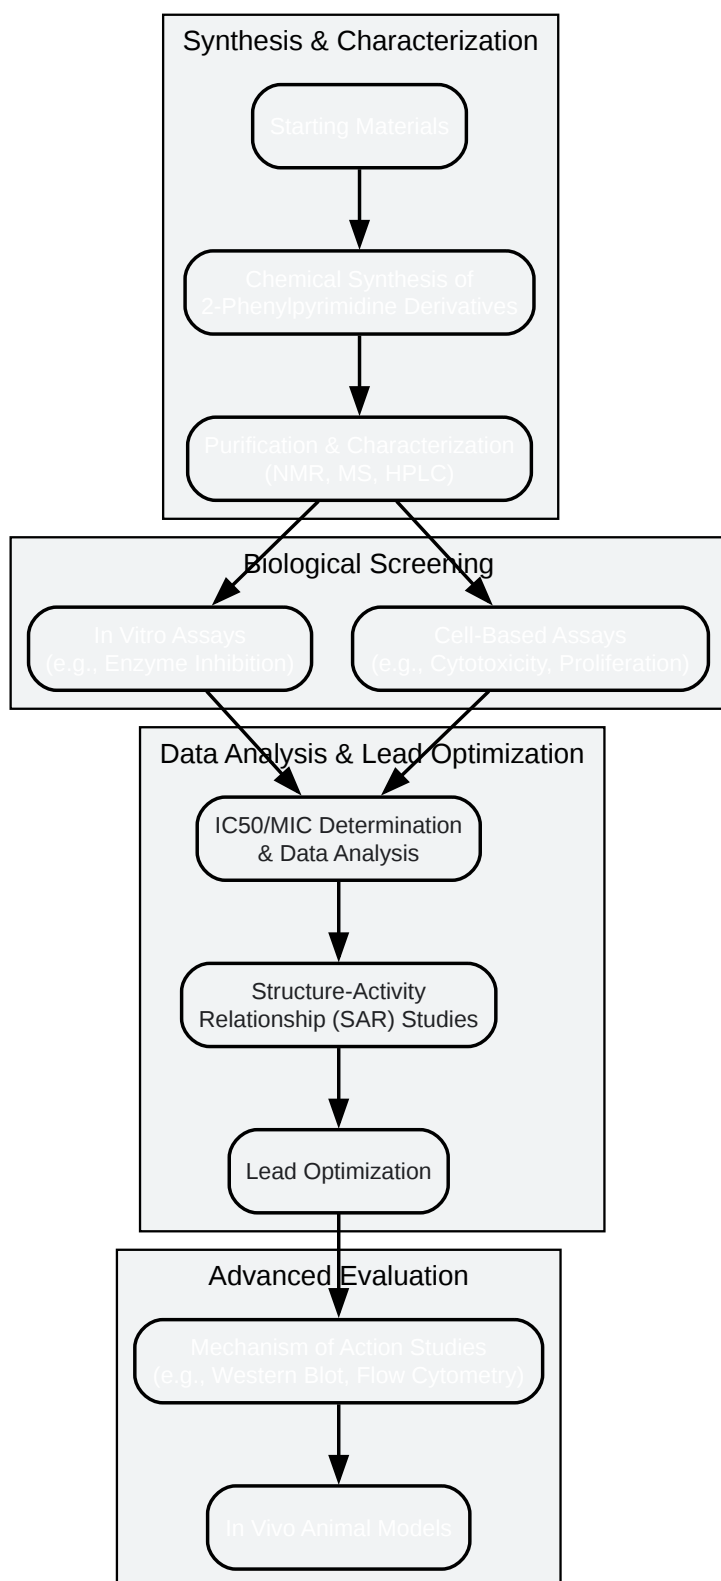 Synthesis & Characterization
Starting Materials
Chemical Synthesis of
2-Phenylpyrimidine Derivatives
Purification & Characterization
(NMR, MS, HPLC)
Biological Screening
In Vitro Assays
(e.g., Enzyme Inhibition)
Cell-Based Assays
(e.g., Cytotoxicity, Proliferation)
Data Analysis & Lead Optimization
IC50/MIC Determination
& Data Analysis
Structure-Activity
Relationship (SAR) Studies
Lead Optimization
Advanced Evaluation
Mechanism of Action Studies
(e.g., Western Blot, Flow Cytometry)
In Vivo Animal Models